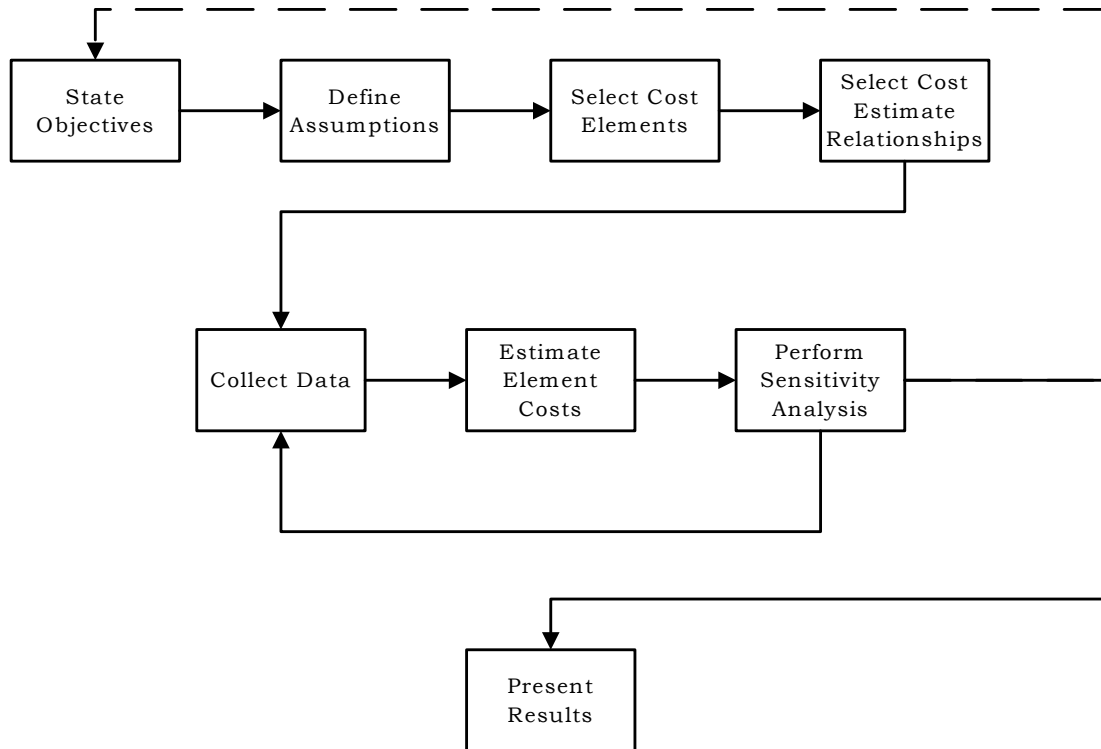 State
Objectives
Define
Assumptions
Select Cost
Elements
Select Cost
Estimate
Relationships
Collect Data
Estimate
Element
Costs
Perform
Sensitivity
Analysis
Present
Results